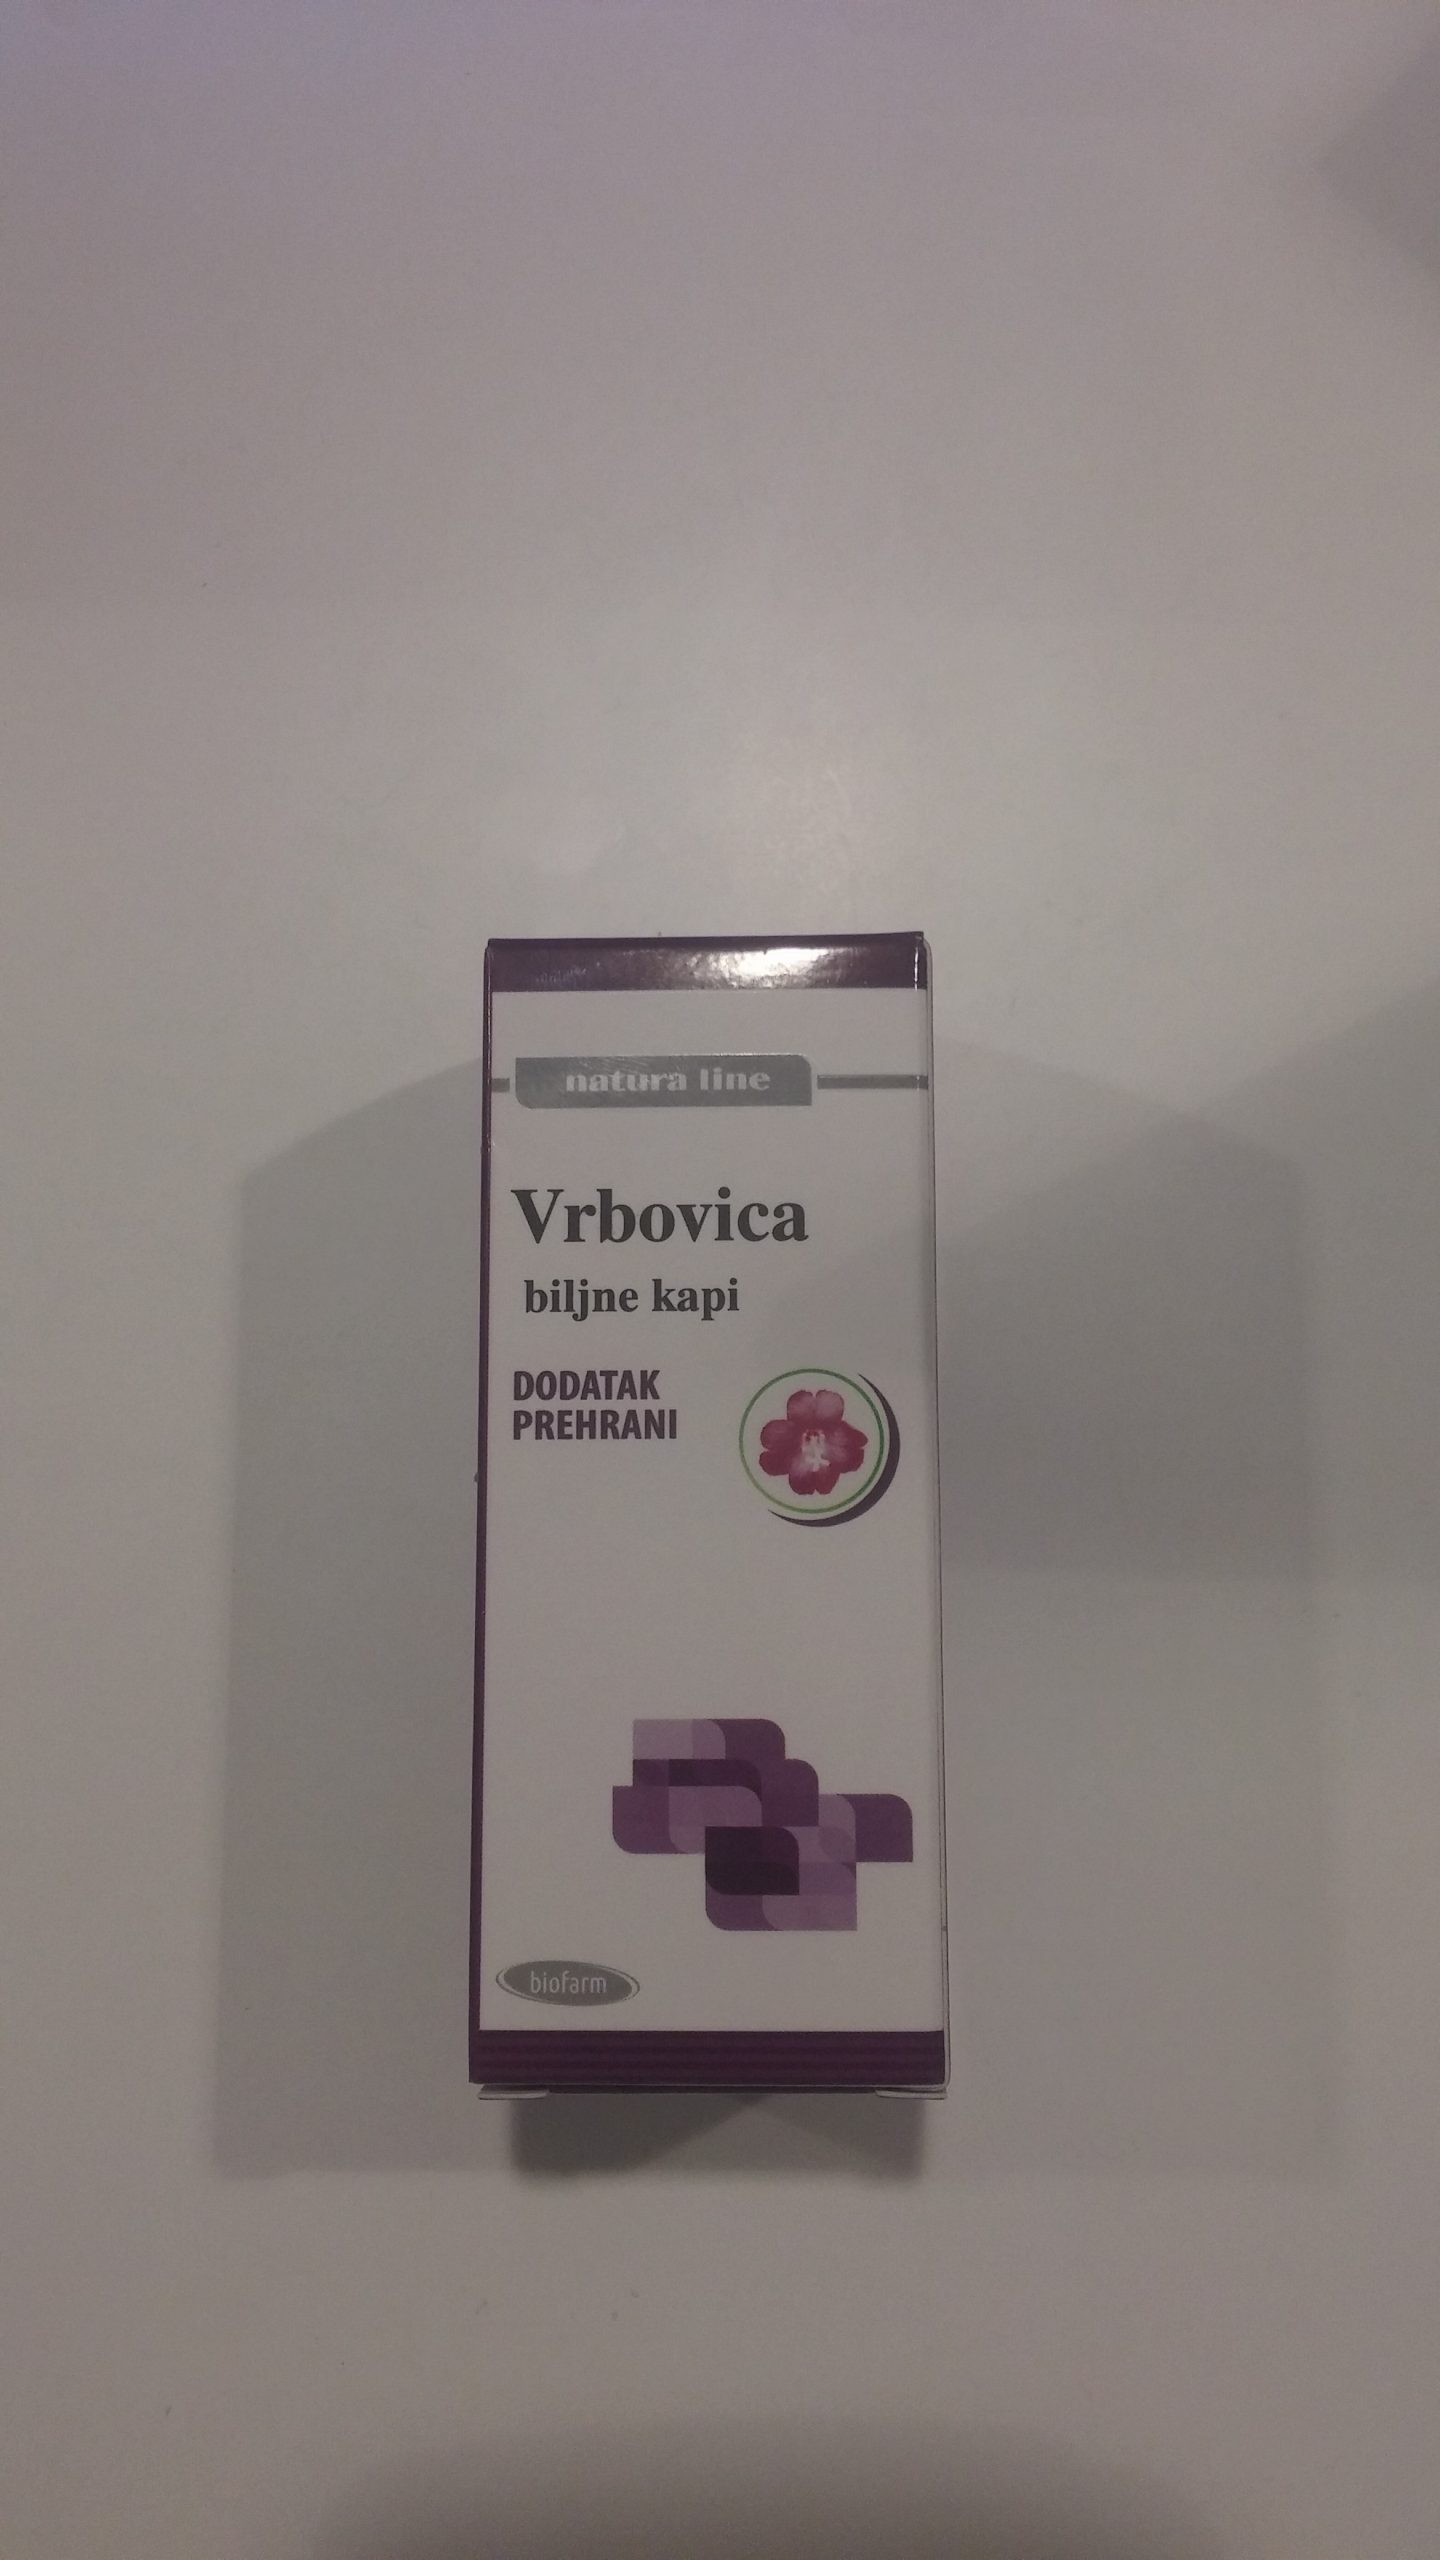 natura line
Vrbovica
biljne kapi
DODATAK
PREHRANI
biofarm